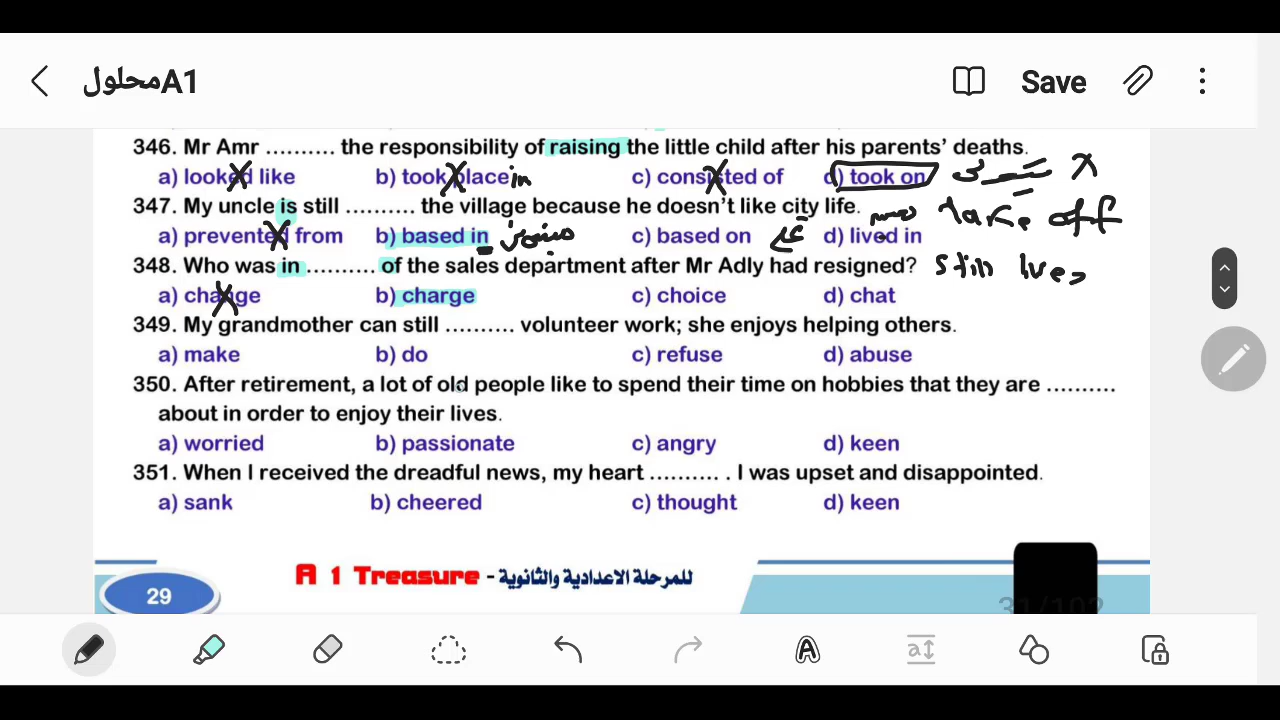 محلولA1 Save
346. Mr Amr .......... the responsibility of raising the little child after his parents' deaths.
a) looked like b) took place in c) consisted of d) took on X
347. My uncle is still .......... the village because he doesn't like city life.
take off
a) prevented from b) based in c) based on d) lived in
348. Who was in .......... of the sales department after Mr Adly had resigned? still lives
a) change b) charge c) choice d) chat
349. My grandmother can still .......... volunteer work; she enjoys helping others.
a) make b) do c) refuse d) abuse
350. After retirement, a lot of old people like to spend their time on hobbies that they are ..........
about in order to enjoy their lives.
a) worried b) passionate c) angry d) keen
351. When I received the dreadful news, my heart .......... . I was upset and disappointed.
a) sank b) cheered c) thought d) keen
A 1 Treasure - للمرحلة الاعدادية والثانوية
29
31/102